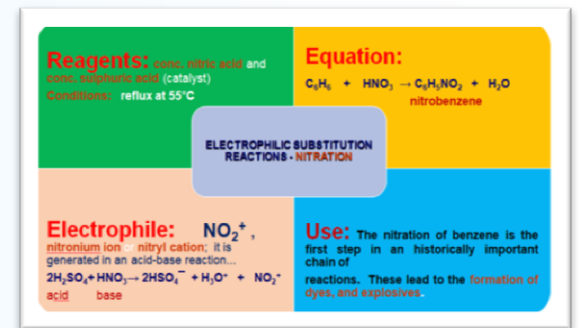 Reagents: conc. nitric acid and
conc. sulphuric acid (catalyst)
Conditions: reflux at 55°C
Equation:
C₆H₆ + HNO₃ → C₆H₅NO₂ + H₂O
nitrobenzene
ELECTROPHILIC SUBSTITUTION
REACTIONS - NITRATION
Electrophile: NO₂⁺ ,
nitronium ion or nitryl cation; it is
generated in an acid-base reaction...
2H₂SO₄+ HNO₃→ 2HSO₄⁻ + H₃O⁺ + NO₂⁺
acid base
Use: The nitration of benzene is the
first step in an historically important
chain of
reactions. These lead to the formation of
dyes, and explosives.